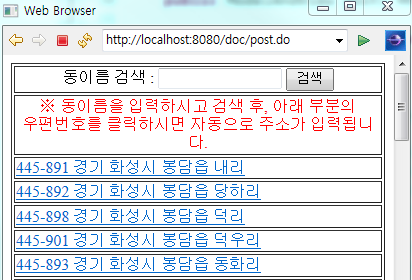 Web Browser
http://localhost:8080/doc/post.do
동이름 검색 : 검색
※ 동이름을 입력하시고 검색 후, 아래 부분의
우편번호를 클릭하시면 자동으로 주소가 입력됩니
다.
445-891 경기 화성시 봉담읍 내리
445-892 경기 화성시 봉담읍 당하리
445-898 경기 화성시 봉담읍 덕리
445-901 경기 화성시 봉담읍 덕우리
445-893 경기 화성시 봉담읍 동화리